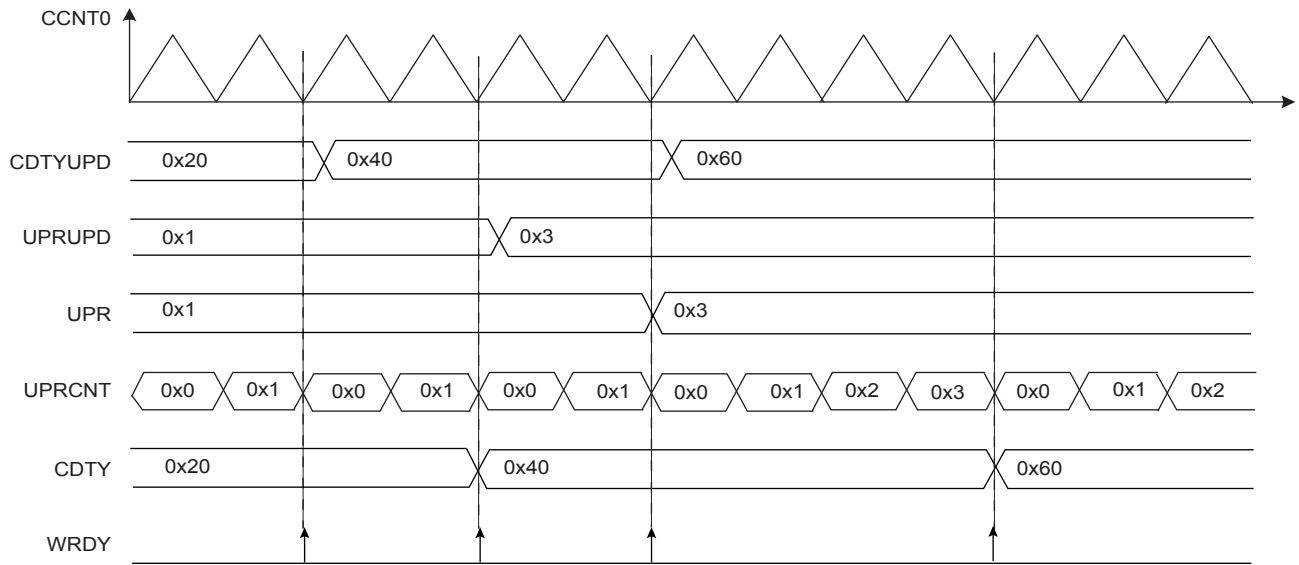 CCNT0
CDTYUPD 0x20 0x40 0x60
UPRUPD 0x1 0x3
UPR 0x1 0x3
UPRCNT 0x0 0x1 0x0 0x1 0x0 0x1 0x0 0x1 0x2 0x3 0x0 0x1 0x2
CDTY 0x20 0x40 0x60
WRDY